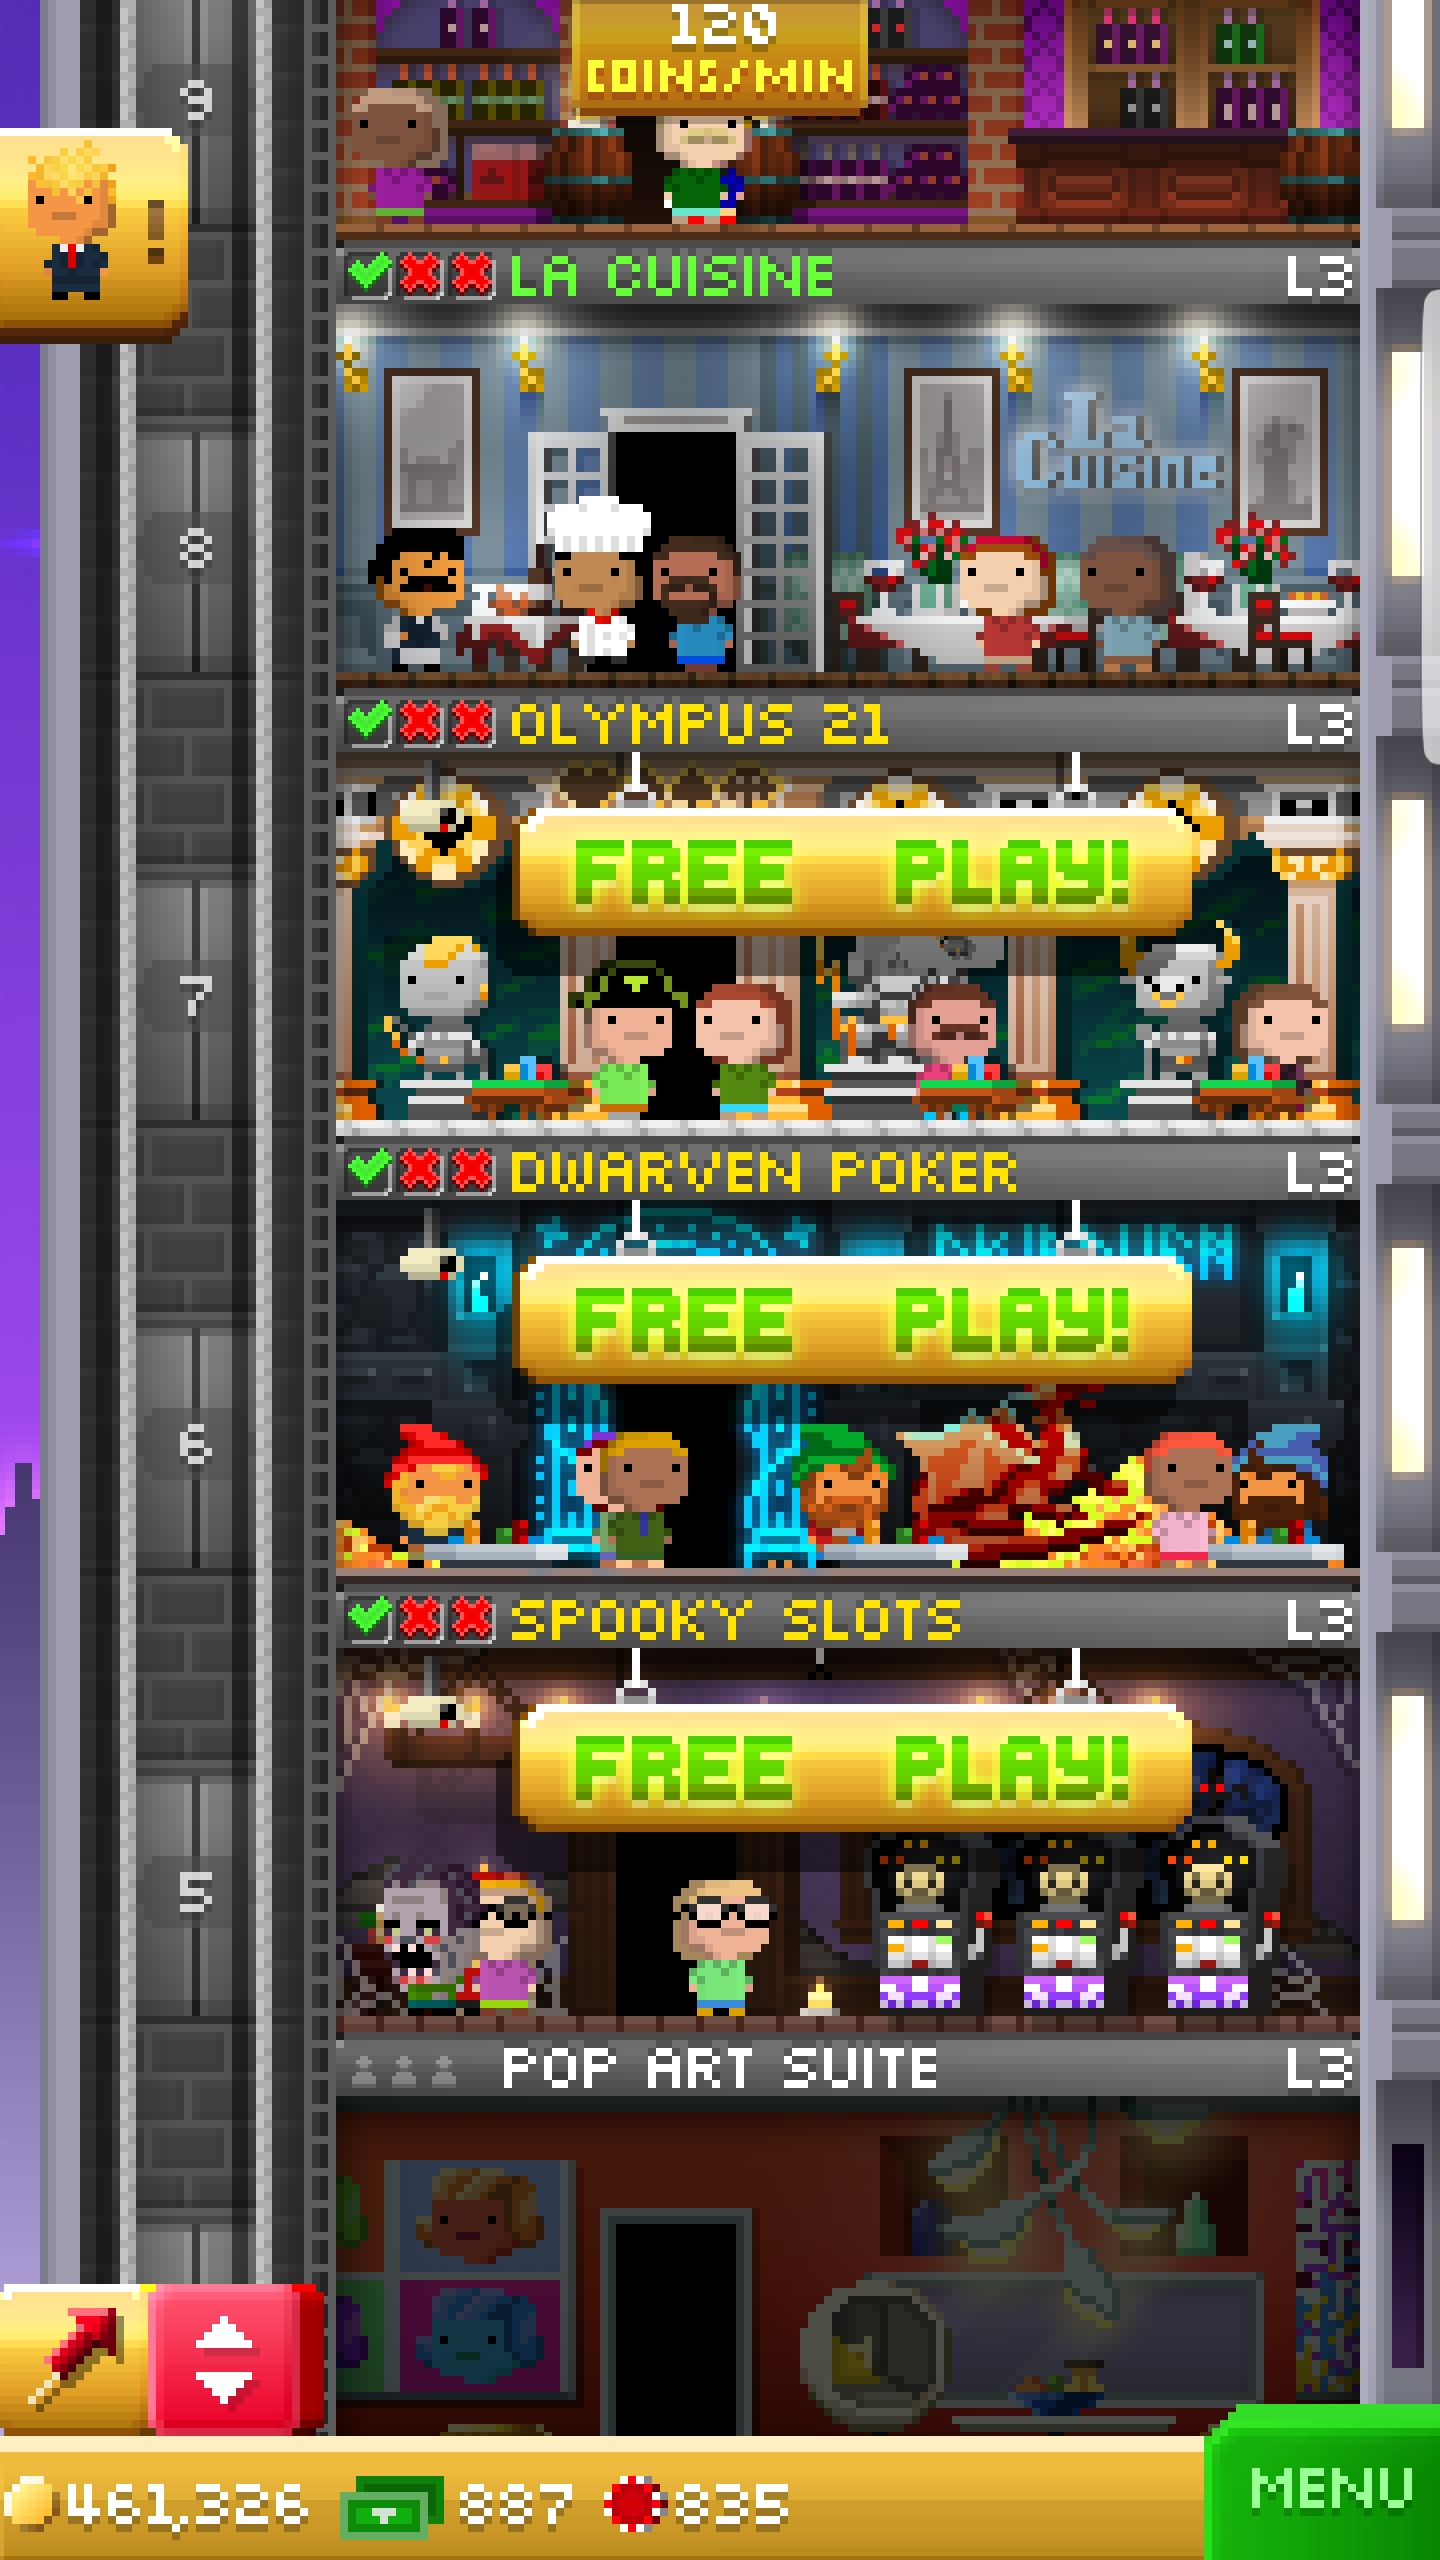 120
COINS/MIN
9
!
LA CUISINE L3
La
Cuisine
8
OLYMPUS 21 L3
FREE PLAY!
7
DWARVEN POKER L3
FREE PLAY!
6
SPOOKY SLOTS L3
FREE PLAY!
5
POP ART SUITE L3
461,326 887 835
MENU